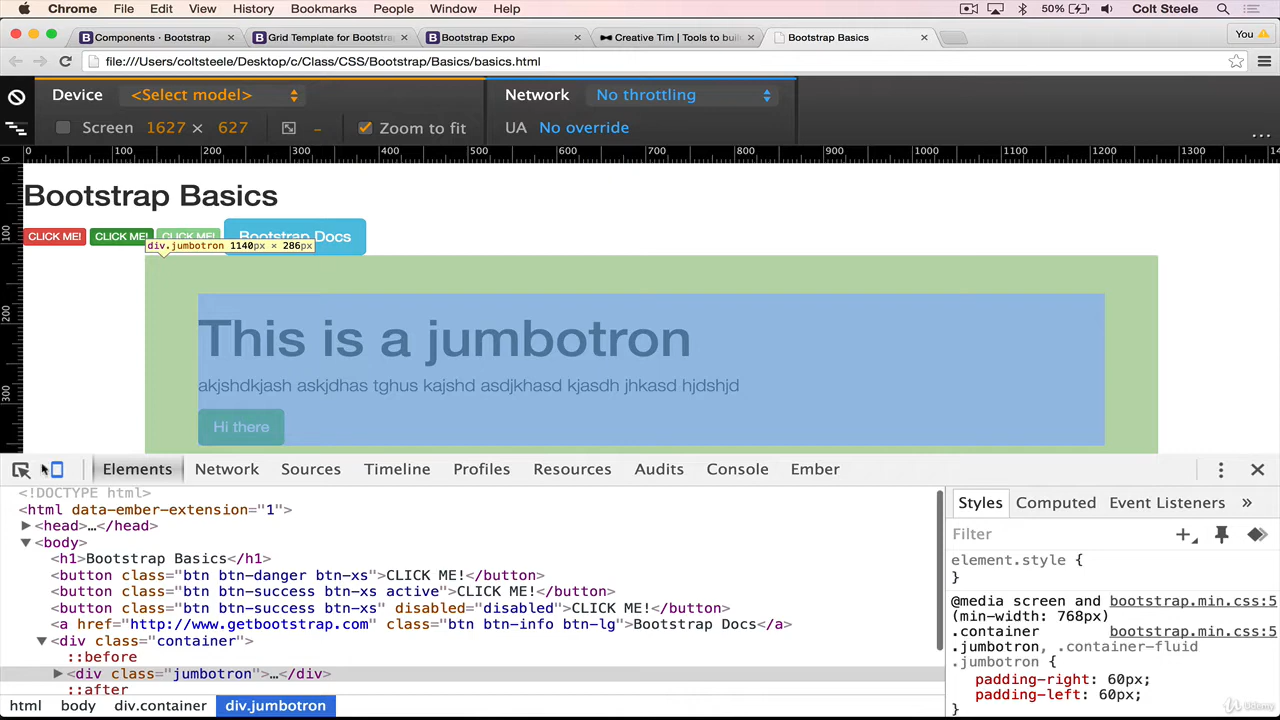 Chrome File Edit View History Bookmarks People Window Help 50% Colt Steele
Components · Bootstrap × Grid Template for Bootstrap × Bootstrap Expo × Creative Tim | Tools to buil × Bootstrap Basics × You
file:///Users/coltsteele/Desktop/c/Class/CSS/Bootstrap/Basics/basics.html
Device <Select model> Network No throttling
Screen 1627 × 627 – Zoom to fit UA No override ...
0 100 200 300 400 500 600 700 800 900 1000 1100 1200 1300
0
100
200
300
Bootstrap Basics
CLICK ME! CLICK ME! CLICK ME! Bootstrap Docs
div.jumbotron 1140px × 286px
This is a jumbotron
akjshdkjash askjdhas tghus kajshd asdjkhasd kjasdh jhkasd hjdshjd
Hi there
Elements Network Sources Timeline Profiles Resources Audits Console Ember
<!DOCTYPE html>
<html data-ember-extension="1">
<head>…</head>
<body>
<h1>Bootstrap Basics</h1>
<button class="btn btn-danger btn-xs">CLICK ME!</button>
<button class="btn btn-success btn-xs active">CLICK ME!</button>
<button class="btn btn-success btn-xs" disabled="disabled">CLICK ME!</button>
<a href="http://www.getbootstrap.com" class="btn btn-info btn-lg">Bootstrap Docs</a>
<div class="container">
::before
<div class="jumbotron">…</div>
::after
html body div.container div.jumbotron
Styles Computed Event Listeners »
Filter
element.style {
}
@media screen and bootstrap.min.css:5
(min-width: 768px)
.container bootstrap.min.css:5
.jumbotron, .container-fluid
.jumbotron {
padding-right: 60px;
padding-left: 60px;
}
Udemy